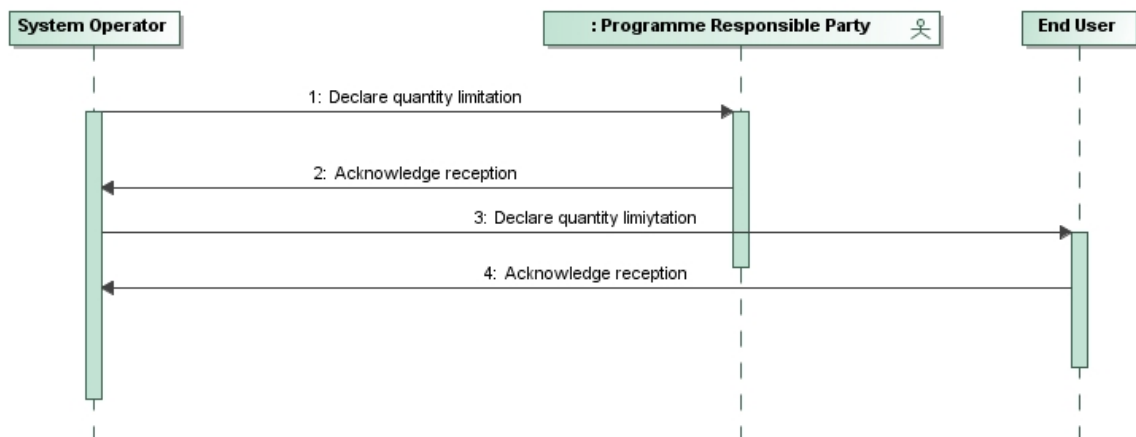 System Operator
: Programme Responsible Party
End User
1: Declare quantity limitation
2: Acknowledge reception
3: Declare quantity limiytation
4: Acknowledge reception